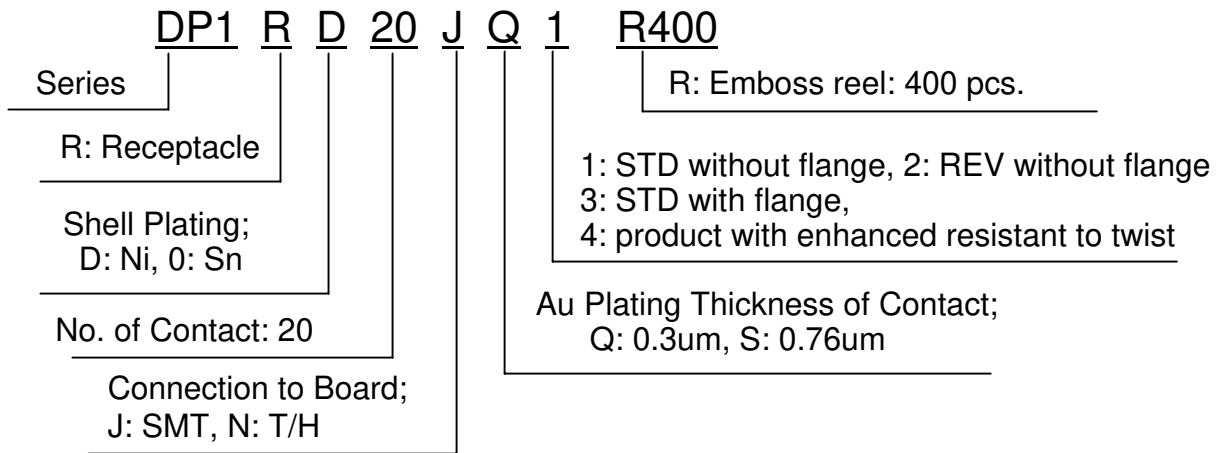 DP1 R D 20 J Q 1 R400
Series
R: Receptacle
Shell Plating;
D: Ni, 0: Sn
No. of Contact: 20
Connection to Board;
J: SMT, N: T/H
R: Emboss reel: 400 pcs.
1: STD without flange, 2: REV without flange
3: STD with flange,
4: product with enhanced resistant to twist
Au Plating Thickness of Contact;
Q: 0.3um, S: 0.76um